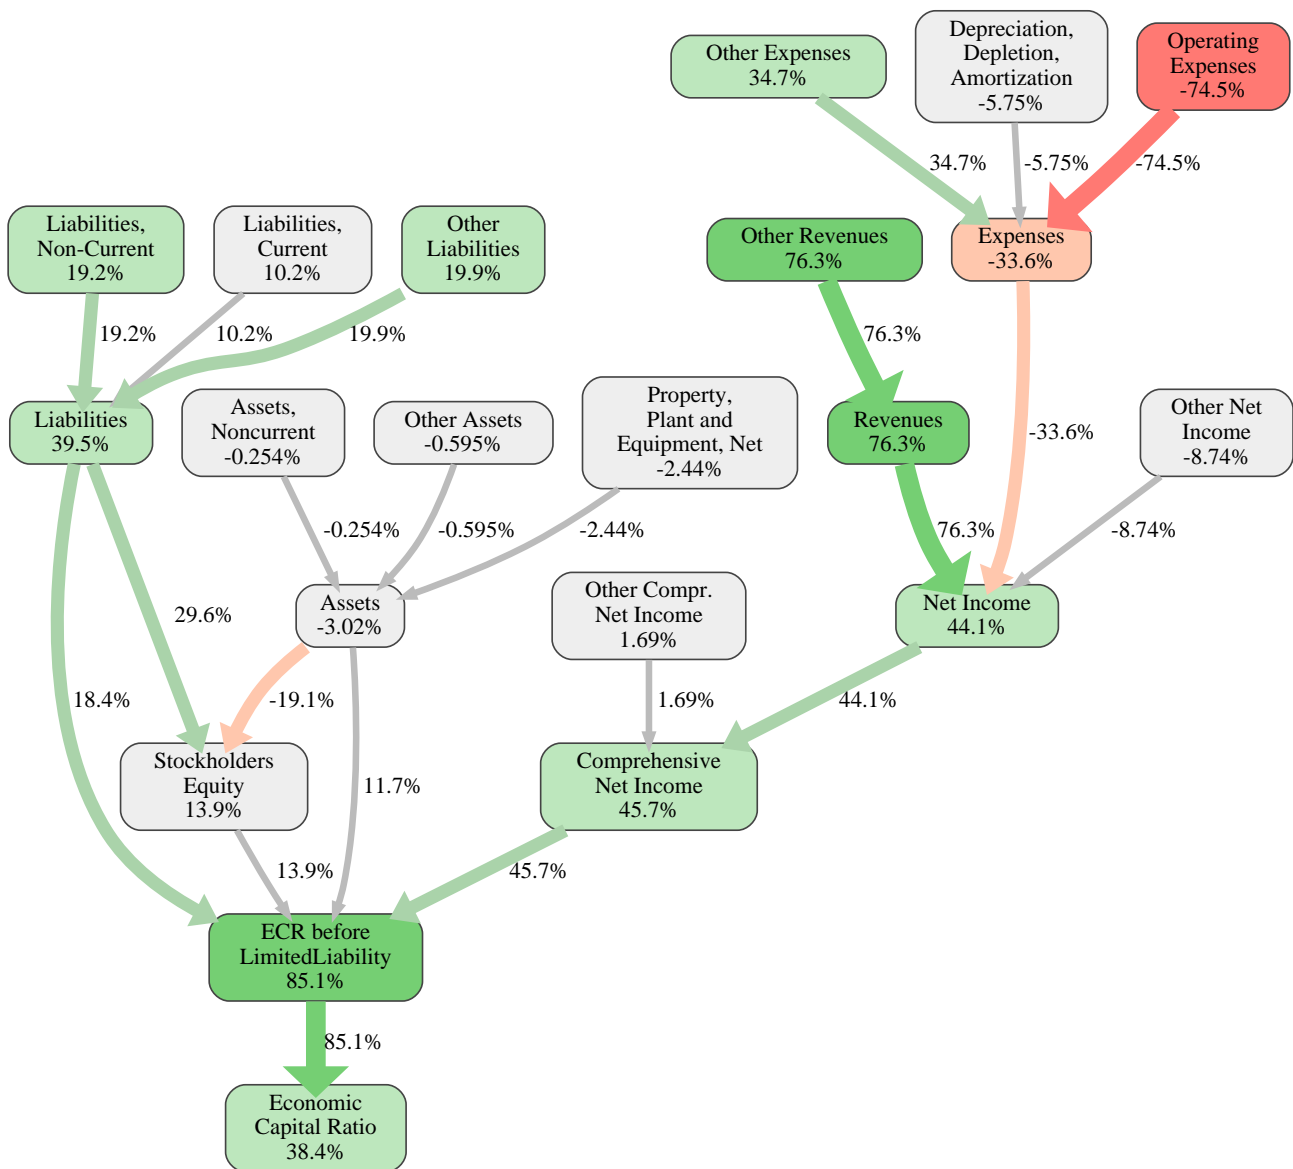 Other Expenses
34.7%
Depreciation,
Depletion,
Amortization
-5.75%
Operating
Expenses
-74.5%
34.7%
-5.75%
-74.5%
Liabilities,
Non-Current
19.2%
Liabilities,
Current
10.2%
Other
Liabilities
19.9%
Other Revenues
76.3%
Expenses
-33.6%
19.2%
10.2%
19.9%
76.3%
-33.6%
Liabilities
39.5%
Assets,
Noncurrent
-0.254%
Other Assets
-0.595%
Property,
Plant and
Equipment, Net
-2.44%
Revenues
76.3%
Other Net
Income
-8.74%
-0.254%
-0.595%
-2.44%
76.3%
-8.74%
29.6%
Assets
-3.02%
Other Compr.
Net Income
1.69%
Net Income
44.1%
18.4%
-19.1%
11.7%
1.69%
44.1%
Stockholders
Equity
13.9%
Comprehensive
Net Income
45.7%
13.9%
45.7%
ECR before
LimitedLiability
85.1%
85.1%
Economic
Capital Ratio
38.4%